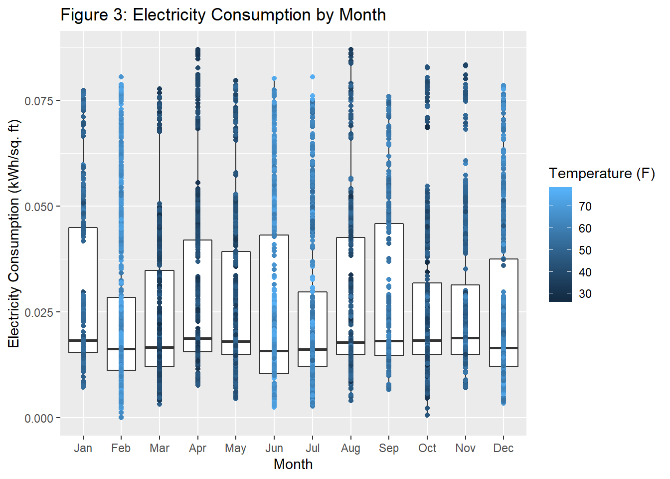 Figure 3: Electricity Consumption by Month
Electricity Consumption (kWh/sq. ft)
0.075
0.050
0.025
0.000
Jan Feb Mar Apr May Jun Jul Aug Sep Oct Nov Dec
Month
Temperature (F)
70
60
50
40
30